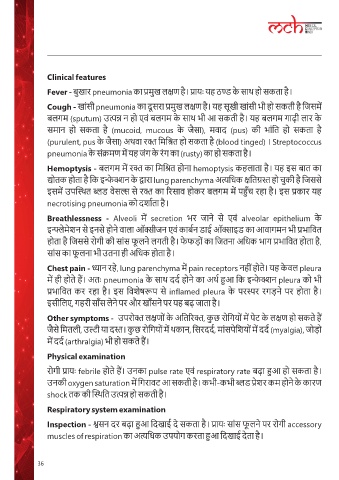 mch
Clinical features
Fever - बुखार pneumonia का प्रमुख लक्षण है। प्रायः यह ठण्ड के साथ हो सकता है।
Cough - खांसी pneumonia का दूसरा प्रमुख लक्षण है। यह सूखी खांसी भी हो सकती है जिसमें
बलगम (sputum) उत्पन्न न हो एवं बलगम के साथ भी आ सकती है। यह बलगम गाढ़ी लार के
समान हो सकता है (mucoid, mucous के जैसा), मवाद (pus) की भांति हो सकता है
(purulent, pus के जैसा) अथवा रक्त मिश्रित हो सकता है (blood tinged) । Streptococcus
pneumonia के संक्रमण में यह जंग के रंग का (rusty) का हो सकता है।
Hemoptysis - बलगम में रक्त का मिश्रित होना hemoptysis कहलाता है। यह इस बात का
द्योतक होता है कि इन्फेक्शन के द्वारा lung parenchyma अत्यधिक क्षतिग्रस्त हो चुकी है जिससे
इसमें उपस्थित ब्लड वेसल्स से रक्त का रिसाव होकर बलगम में पहुँच रहा है। इस प्रकार यह
necrotising pneumonia को दर्शाता है।
Breathlessness - Alveoli में secretion भर जाने से एवं alveolar epithelium के
इन्फ्लेमेशन से इनसे होने वाला ऑक्सीजन एवं कार्बन डाई ऑक्साइड का आवागमन भी प्रभावित
होता है जिससे रोगी की सांस फूलने लगती है। फेफड़ों का जितना अधिक भाग प्रभावित होता है,
सांस का फूलना भी उतना ही अधिक होता है।
Chest pain - ध्यान रहे, lung parenchyma में pain receptors नहीं होते। यह केवल pleura
में ही होते हैं। अतः pneumonia के साथ दर्द होने का अर्थ हुआ कि इन्फेक्शन pleura को भी
प्रभावित कर रहा है। इस विशेषरूप से inflamed pleura के परस्पर रगड़ने पर होता है।
इसीलिए, गहरी साँस लेने पर और खाँसने पर यह बढ़ जाता है।
Other symptoms - उपरोक्त लक्षणों के अतिरिक्त, कुछ रोगियों में पेट के लक्षण हो सकते हैं
जैसे मितली, उल्टी या दस्त। कुछ रोगियों में थकान, सिरदर्द, मांसपेशियों में दर्द (myalgia), जोड़ो
में दर्द (arthralgia) भी हो सकते हैं।
Physical examination
रोगी प्रायः febrile होते हैं। उनका pulse rate एवं respiratory rate बढ़ा हुआ हो सकता है।
उनकी oxygen saturation में गिरावट आ सकती है। कभी-कभी ब्लड प्रेशर कम होने के कारण
shock तक की स्थिति उत्पन्न हो सकती है।
Respiratory system examination
Inspection - श्वसन दर बढ़ा हुआ दिखाई दे सकता है। प्रायः सांस फूलने पर रोगी accessory
muscles of respiration का अत्यधिक उपयोग करता हुआ दिखाई देता है।
36